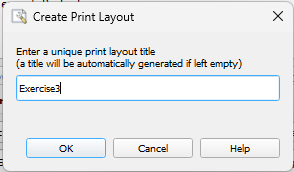 Create Print Layout
Enter a unique print layout title
(a title will be automatically generated if left empty)
Exercise3
OK
Cancel
Help